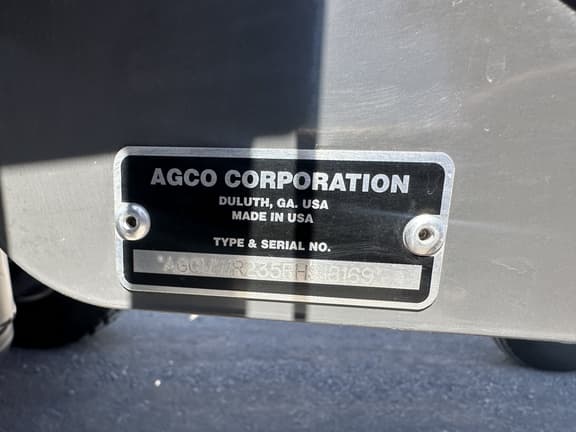 AGCO CORPORATION
DULUTH, GA. USA
MADE IN USA
TYPE & SERIAL NO.